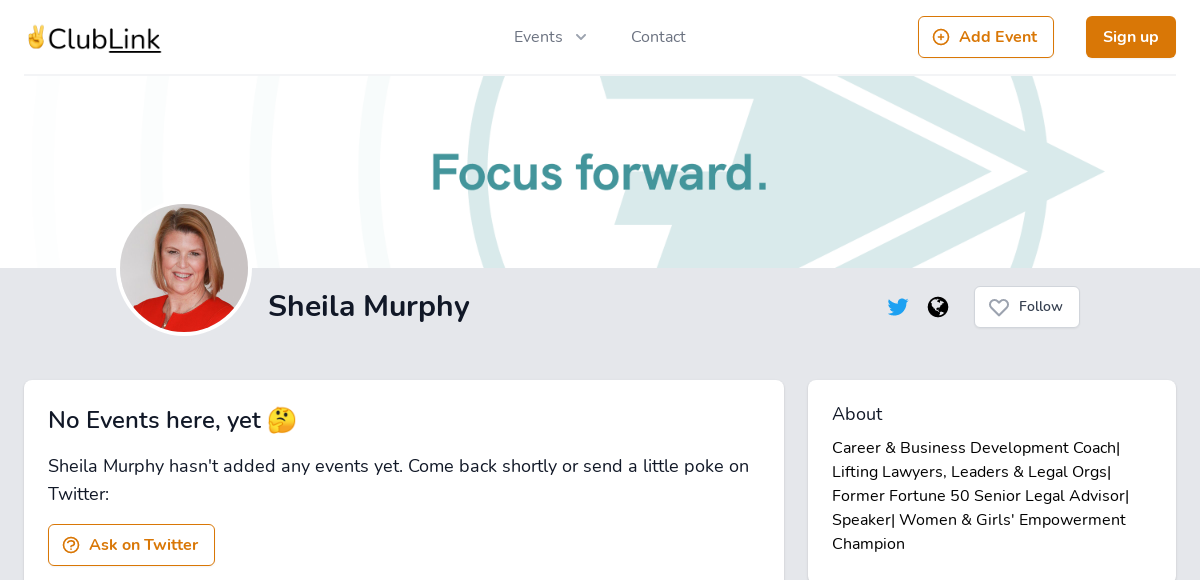 ClubLink
Events
Contact
Add Event
Sign up
Focus forward.
Sheila Murphy
Follow
No Events here, yet 🤔
Sheila Murphy hasn't added any events yet. Come back shortly or send a little poke on
Twitter:
Ask on Twitter
About
Career & Business Development Coach|
Lifting Lawyers, Leaders & Legal Orgs|
Former Fortune 50 Senior Legal Advisor|
Speaker| Women & Girls' Empowerment
Champion